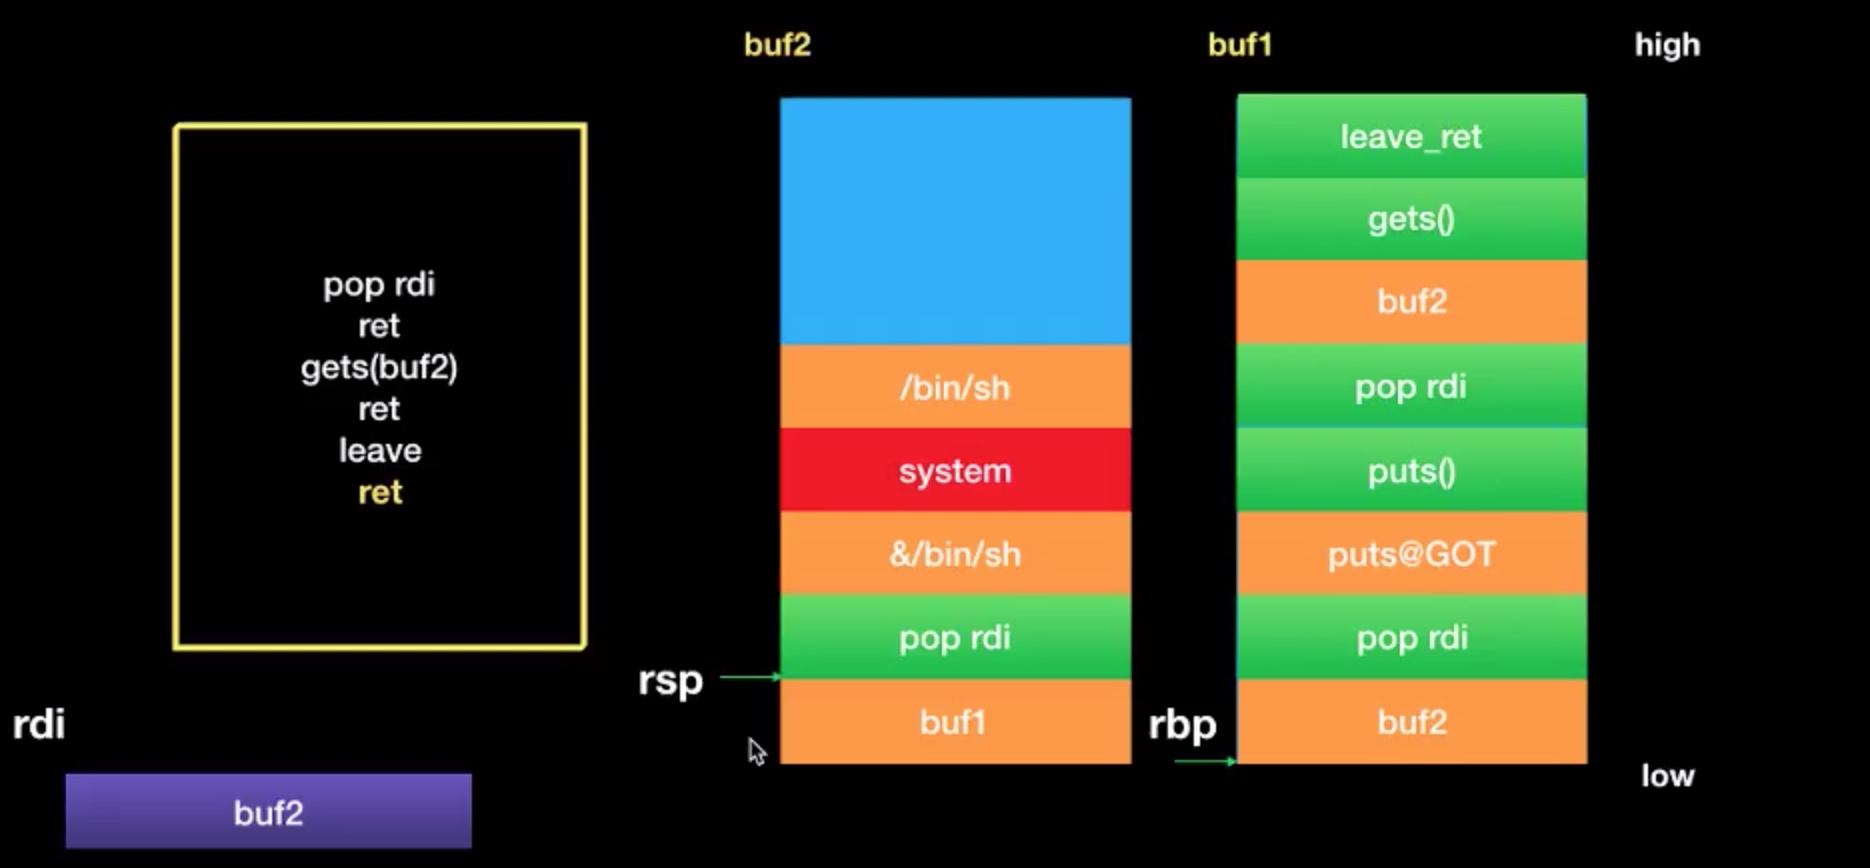 buf2
buf1
high
pop rdi
ret
gets(buf2)
ret
leave
ret
/bin/sh
system
&/bin/sh
pop rdi
buf1
leave_ret
gets()
buf2
pop rdi
puts()
puts@GOT
pop rdi
buf2
rsp
rbp
rdi
buf2
low